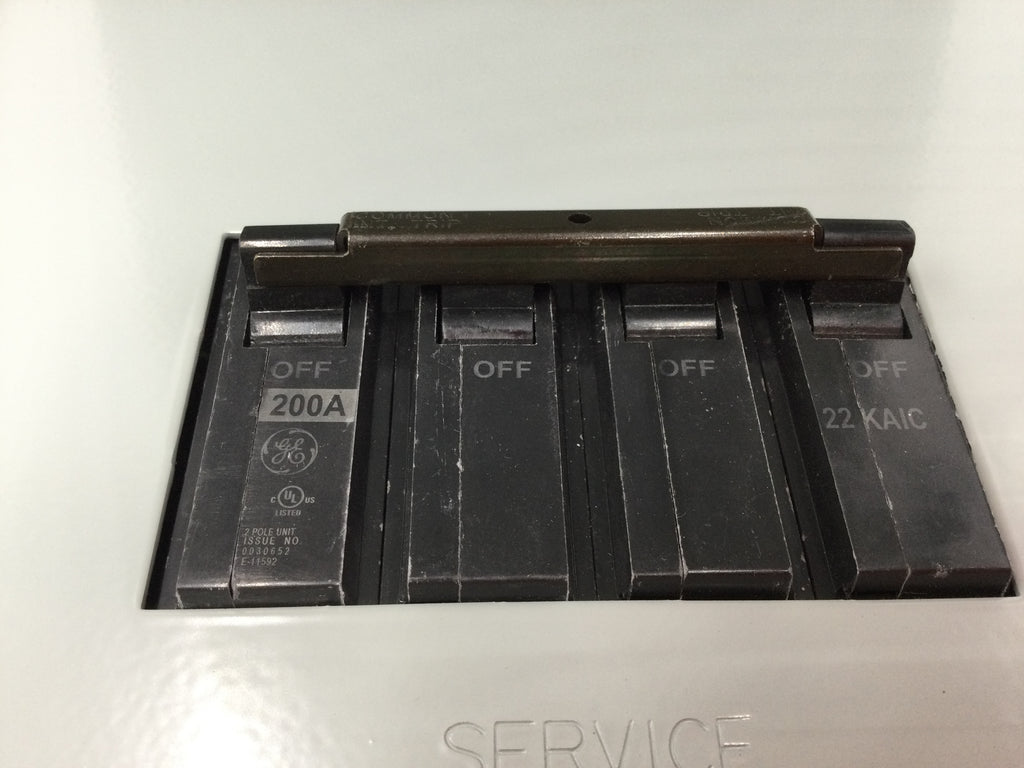 COMMON
OFF OFF OFF OFF
200A
22 KAIC
GE
C UL US
LISTED
2 POLE UNIT
ISSUE NO.
0030652
E-11592
SERVICE